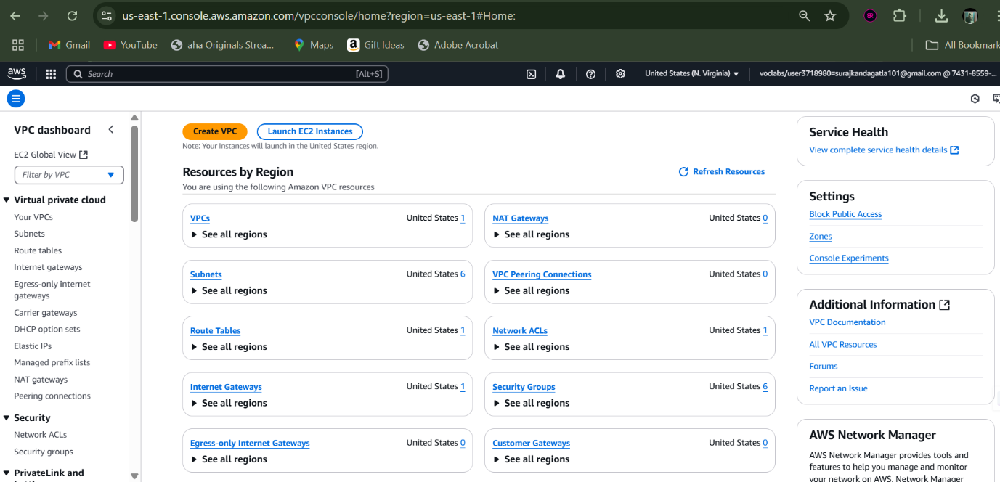 us-east-1.console.aws.amazon.com/vpcconsole/home?region=us-east-1#Home:
Gmail
YouTube
aha Originals Strea...
Maps
Gift Ideas
Adobe Acrobat
All Bookmark
aws
Search
[Alt+S]
United States (N. Virginia)
voclabs/user3718980=surajkandagatla101@gmail.com @ 7431-8559-...
VPC dashboard
EC2 Global View
Filter by VPC
Virtual private cloud
Your VPCs
Subnets
Route tables
Internet gateways
Egress-only internet
gateways
Carrier gateways
DHCP option sets
Elastic IPs
Managed prefix lists
NAT gateways
Peering connections
Security
Network ACLs
Security groups
PrivateLink and
Create VPC
Launch EC2 Instances
Note: Your Instances will launch in the United States region.
Resources by Region
Refresh Resources
You are using the following Amazon VPC resources
VPCs
United States 1
See all regions
NAT Gateways
United States 0
See all regions
Subnets
United States 6
See all regions
VPC Peering Connections
United States 0
See all regions
Route Tables
United States 1
See all regions
Network ACLs
United States 1
See all regions
Internet Gateways
United States 1
See all regions
Security Groups
United States 6
See all regions
Egress-only Internet Gateways
United States 0
See all regions
Customer Gateways
United States 0
See all regions
Service Health
View complete service health details
Settings
Block Public Access
Zones
Console Experiments
Additional Information
VPC Documentation
All VPC Resources
Forums
Report an Issue
AWS Network Manager
AWS Network Manager provides tools and
features to help you manage and monitor
your network on AWS. Network Manager